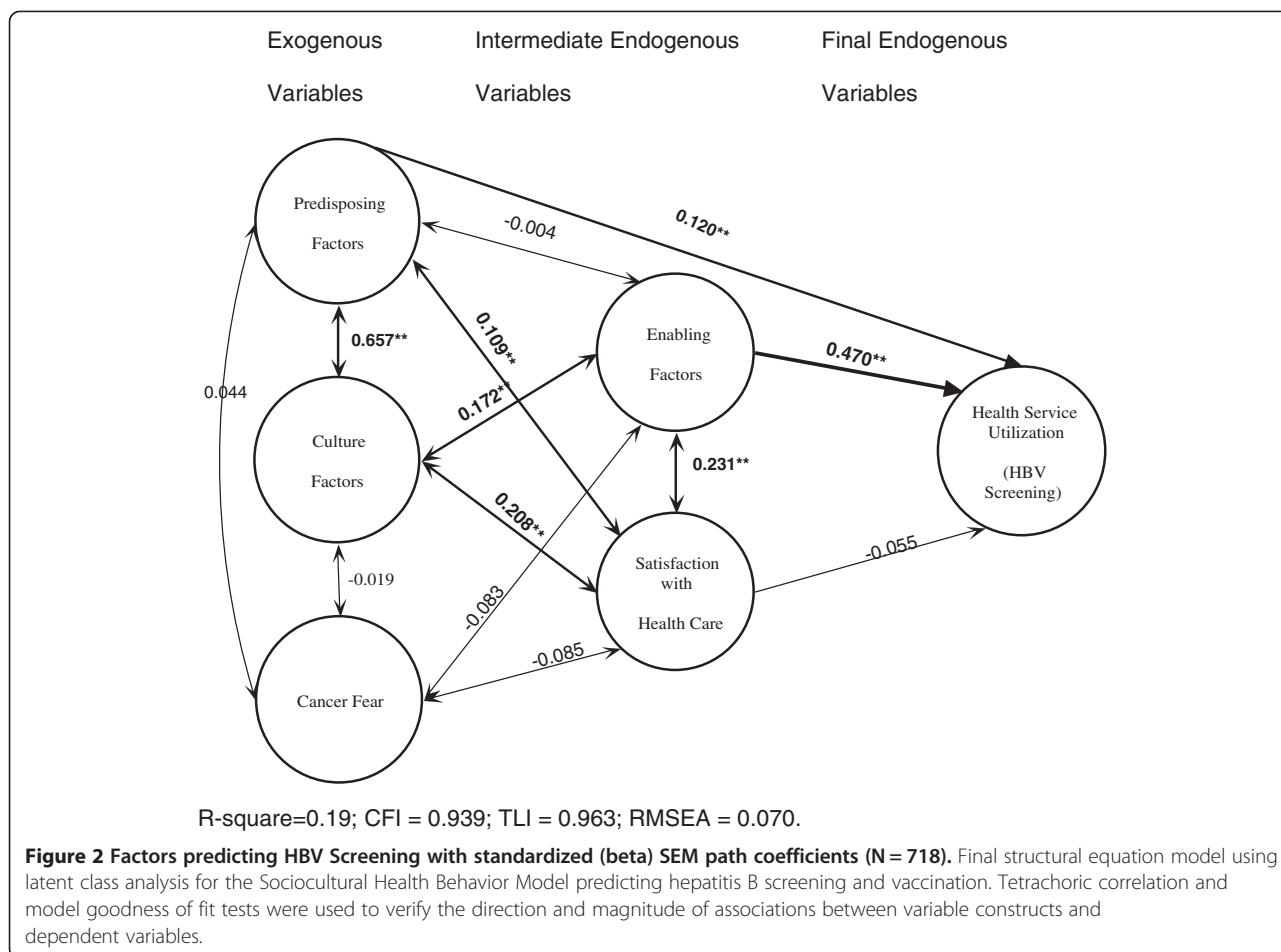 Exogenous Intermediate Endogenous Final Endogenous
Variables Variables Variables
Predisposing
Factors
0.120**
-0.004
0.657**
0.109**
Enabling
Factors
0.470**
0.044
0.172**
Culture
Factors
Health Service
Utilization
(HBV
Screening)
0.231**
0.208**
-0.019
-0.083
Satisfaction
with
Health Care
-0.055
-0.085
Cancer Fear
R-square=0.19; CFI = 0.939; TLI = 0.963; RMSEA = 0.070.
Figure 2 Factors predicting HBV Screening with standardized (beta) SEM path coefficients (N = 718). Final structural equation model using
latent class analysis for the Sociocultural Health Behavior Model predicting hepatitis B screening and vaccination. Tetrachoric correlation and
model goodness of fit tests were used to verify the direction and magnitude of associations between variable constructs and
dependent variables.